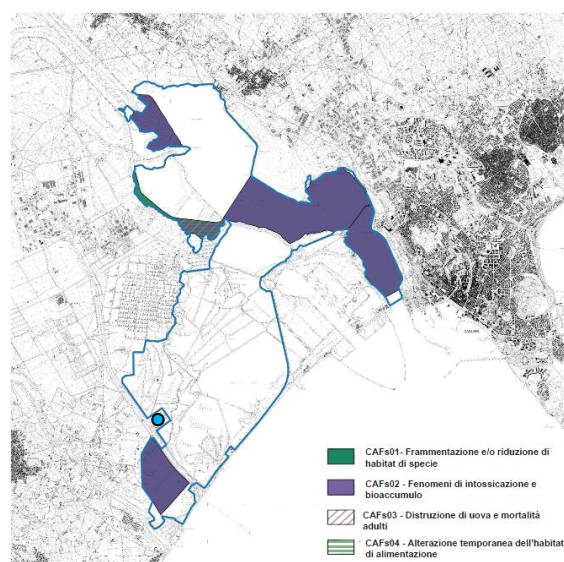 CAGLIARI
CAFs01- Frammentazione e/o riduzione di
habitat di specie
CAFs02 - Fenomeni di intossicazione e
bioaccumulo
CAFs03 - Distruzione di uova e mortalità
adulti
CAFs04 - Alterazione temporanea dell'habitat
di alimentazione